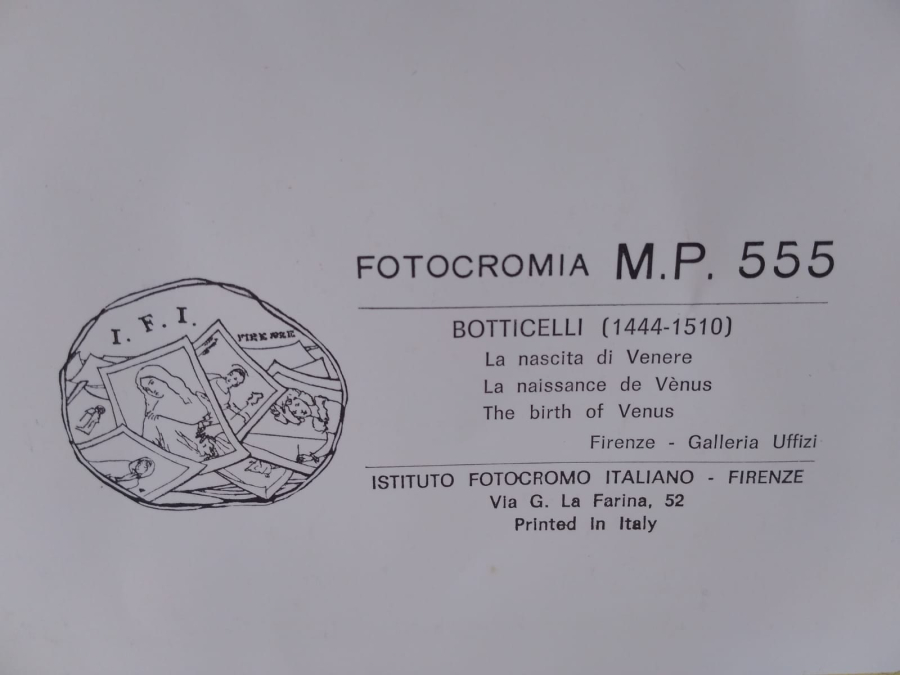 FOTOCROMIA M.P. 555
BOTTICELLI (1444-1510)
La nascita di Venere
La naissance de Vènus
The birth of Venus
Firenze - Galleria Uffizi
ISTITUTO FOTOCROMO ITALIANO - FIRENZE
Via G. La Farina, 52
Printed in Italy
I. F. I.